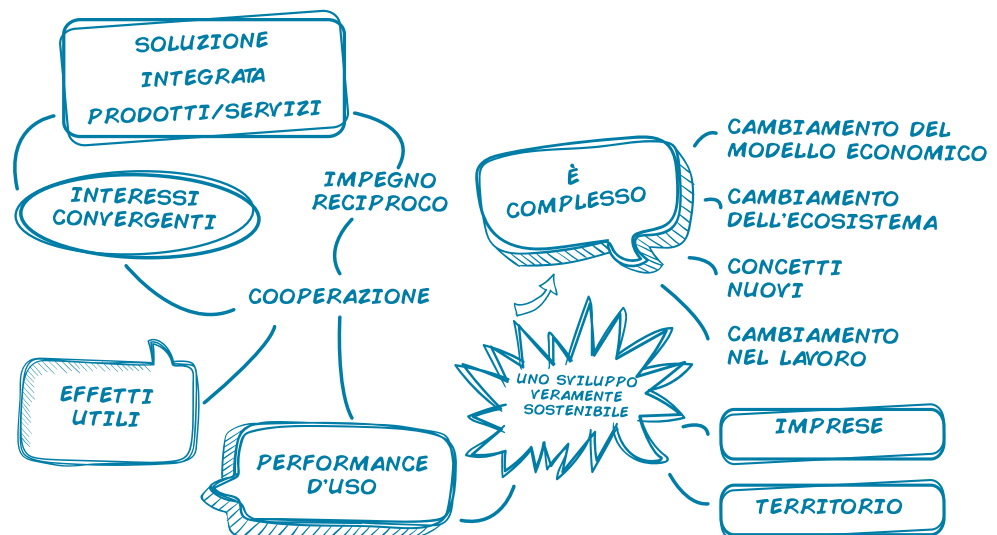 SOLUZIONE
INTEGRATA
PRODOTTI/SERVIZI
INTERESSI
CONVERGENTI
IMPEGNO
RECIPROCO
COOPERAZIONE
EFFETTI
UTILI
PERFORMANCE
D'USO
È
COMPLESSO
CAMBIAMENTO DEL
MODELLO ECONOMICO
CAMBIAMENTO
DELL'ECOSISTEMA
CONCETTI
NUOVI
CAMBIAMENTO
NEL LAVORO
UNO SVILUPPO
VERAMENTE
SOSTENIBILE
IMPRESE
TERRITORIO